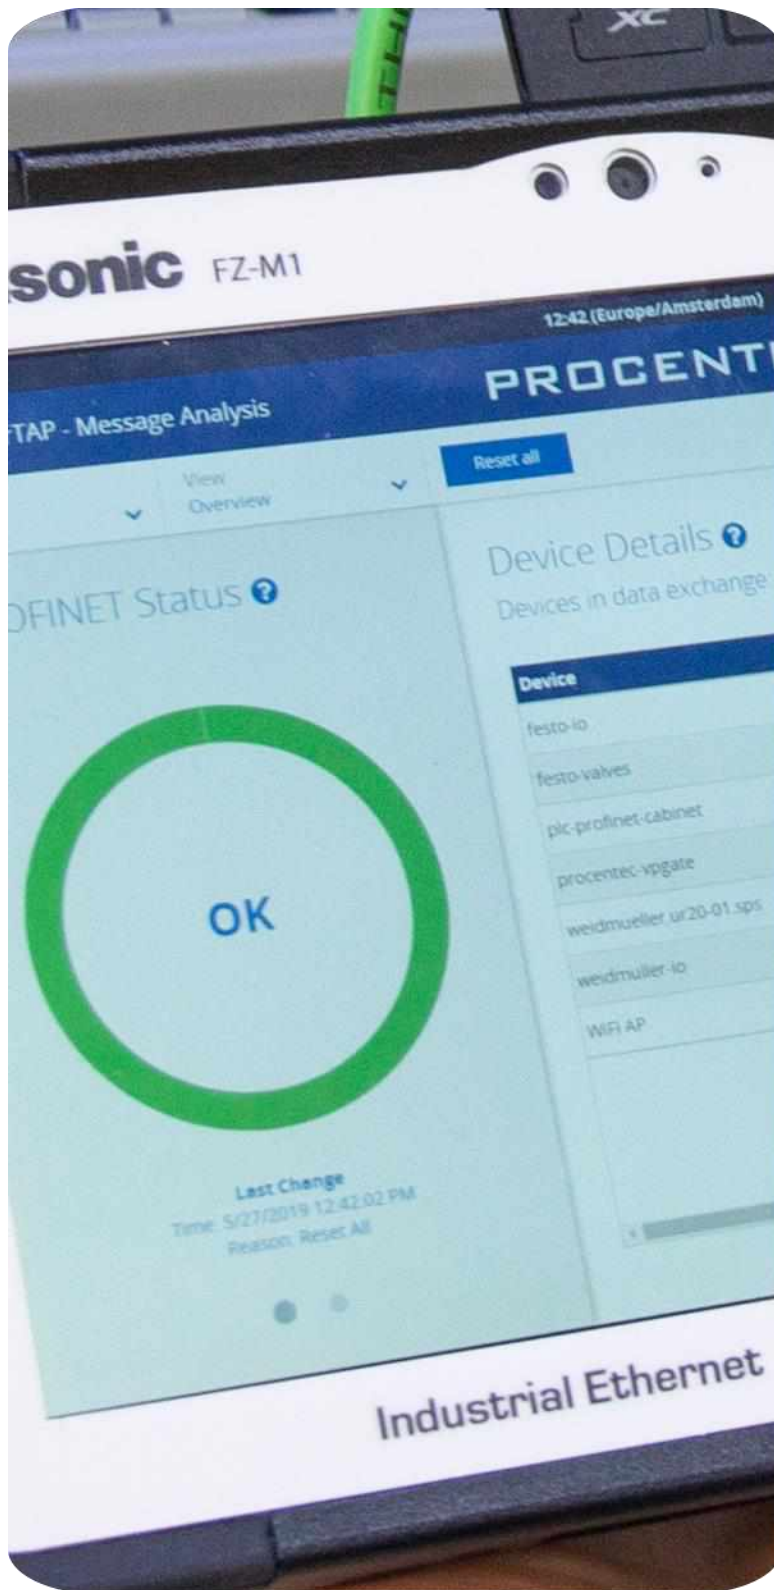 XC
sonic FZ-M1
12:42 (Europe/Amsterdam)
TAP - Message Analysis
PROCENT
View
Overview
Reset all
OFINET Status ?
Device Details ?
Devices in data exchange:
Device
festo-io
festo-valves
plc-profinet-cabinet
procentec-vpgate
weidmueller.ur20-01.sps
weidmuller-io
WiFi AP
OK
Last Change
Time: 5/27/2019 12:42:02 PM
Reason: Reset All
Industrial Ethernet